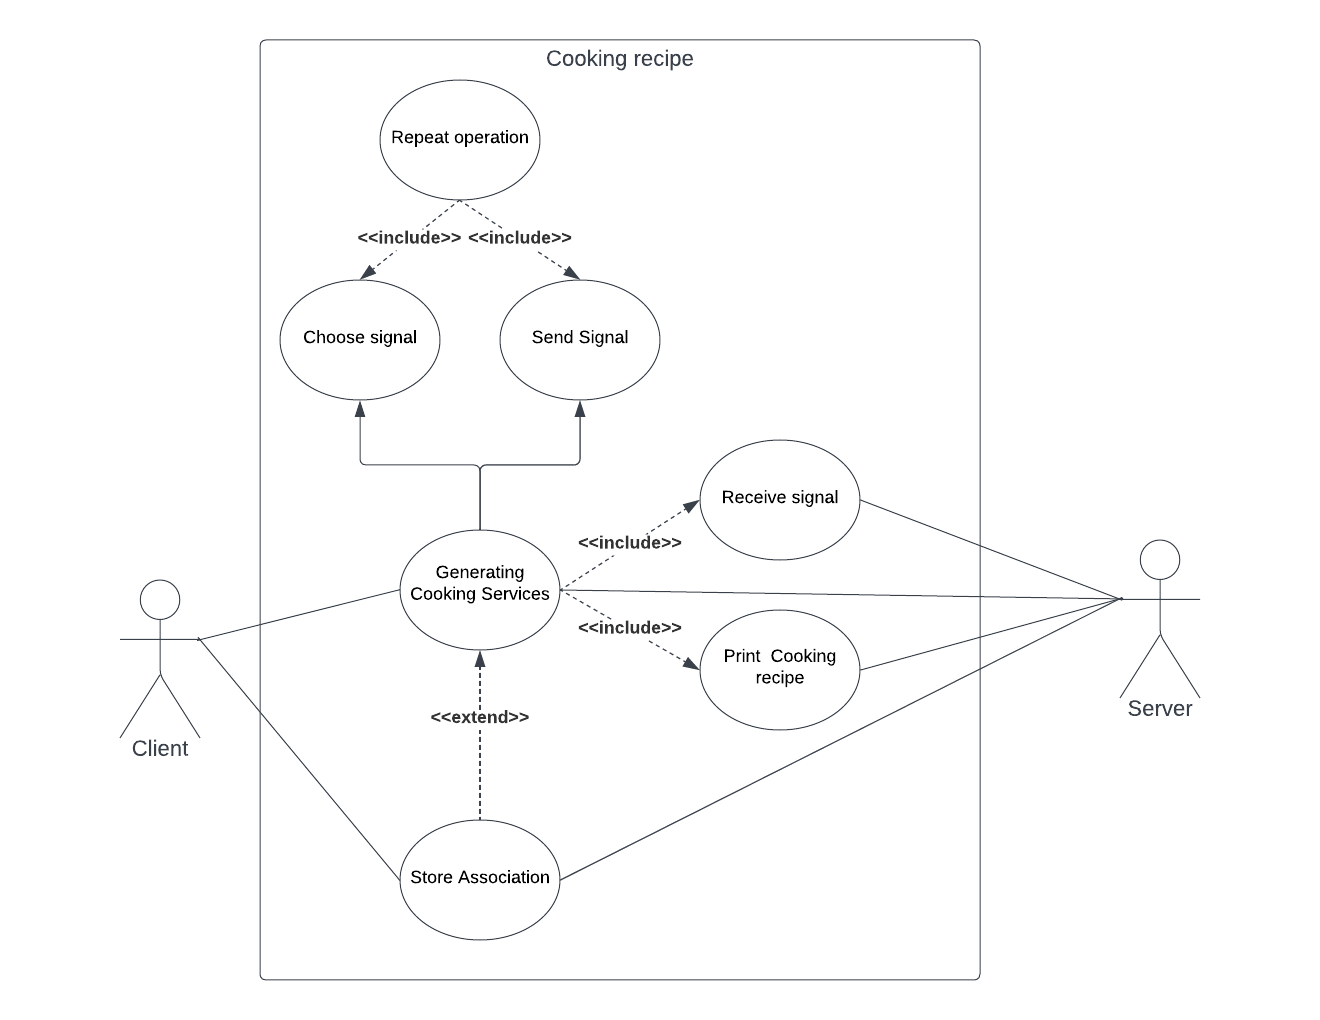 Cooking recipe
Repeat operation
<<include>> <<include>>
Choose signal
Send Signal
Receive signal
<<include>>
Generating
Cooking Services
<<include>>
Print  Cooking
recipe
Server
<<extend>>
Client
Store Association